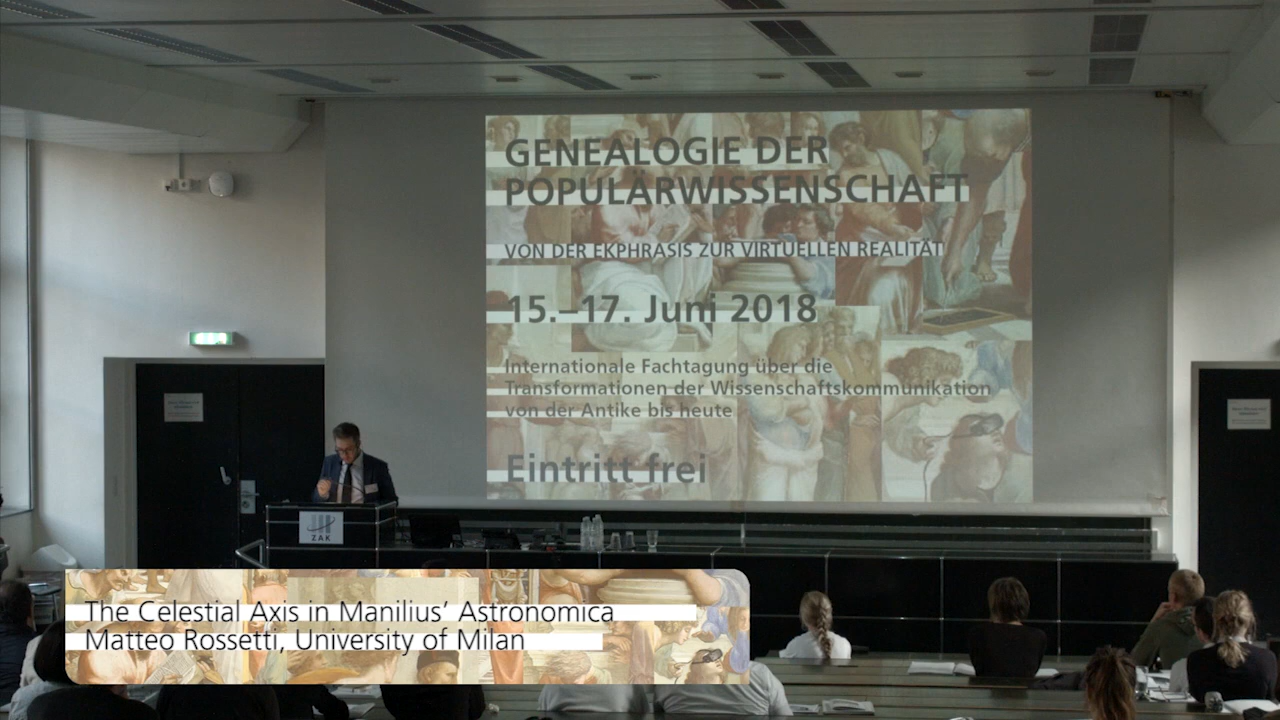 GENEALOGIE DER
POPULÄRWISSENSCHAFT
VON DER EKPHRASIS ZUR VIRTUELLEN REALITÄT
15.–17. Juni 2018
Internationale Fachtagung über die
Transformationen der Wissenschaftskommunikation
von der Antike bis heute
Eintritt frei
ZAK
The Celestial Axis in Manilius’ Astronomica
Matteo Rossetti, University of Milan